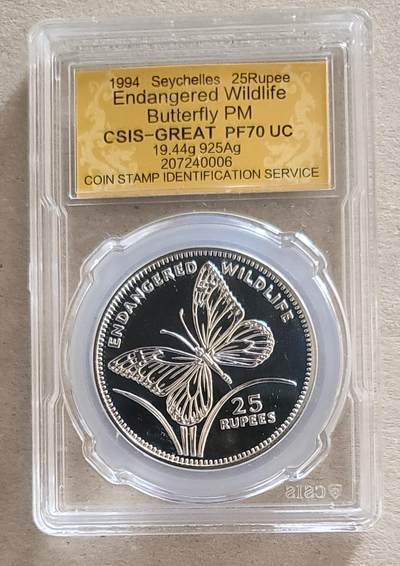 1994 Seychelles 25Rupee
Endangered Wildlife
Butterfly PM
CSIS-GREAT PF70 UC
19.44g 925Ag
207240006
COIN STAMP IDENTIFICATION SERVICE
ENDANGERED WILDLIFE
25
RUPEES
CSIS